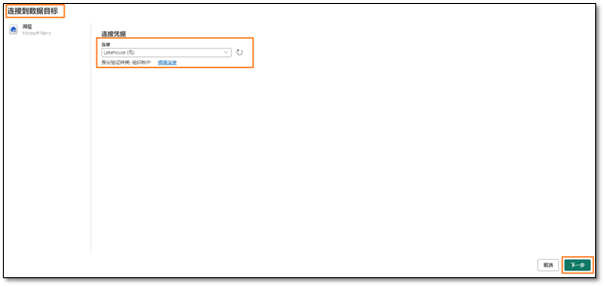 连接到数据目标
湖屋
Microsoft Fabric
连接凭据
连接
Lakehouse (无)
身份验证种类: 组织帐户 编辑连接
取消
下一步